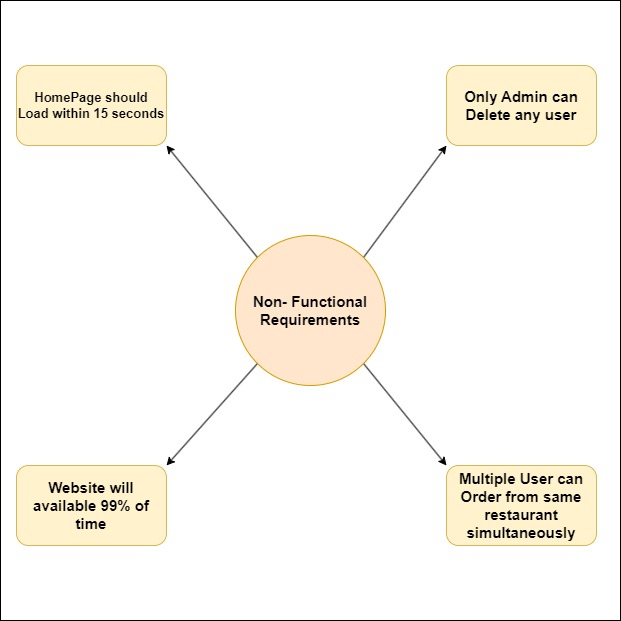 HomePage should
Load within 15 seconds
Only Admin can
Delete any user
Non- Functional
Requirements
Website will
available 99% of
time
Multiple User can
Order from same
restaurant
simultaneously